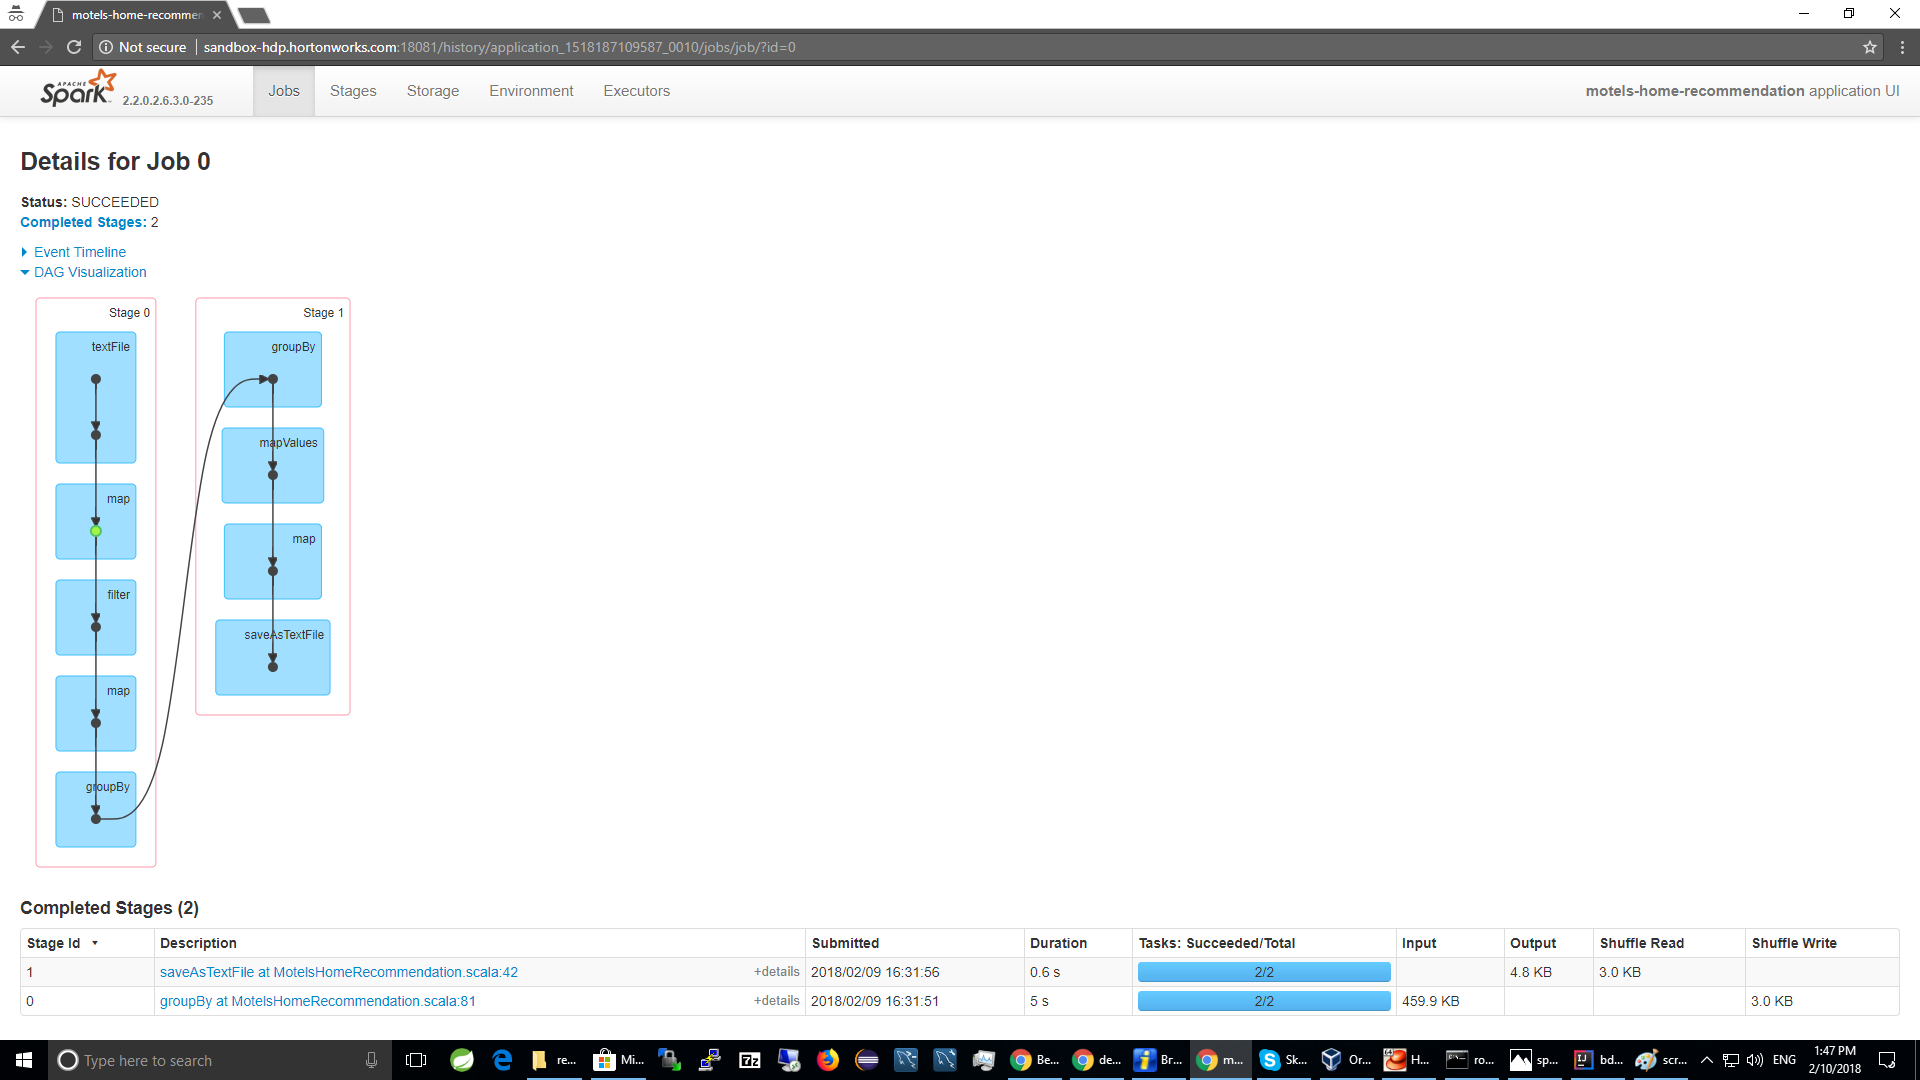 motels-home-recommen
Not secure
sandbox-hdp.hortonworks.com:18081/history/application_1518187109587_0010/jobs/job/?id=0
APACHE Spark 2.2.0.2.6.3.0-235
Jobs Stages Storage Environment Executors
motels-home-recommendation application UI
Details for Job 0
Status: SUCCEEDED
Completed Stages: 2
Event Timeline
DAG Visualization
Stage 0
textFile
map
filter
map
groupBy
Stage 1
groupBy
mapValues
map
saveAsTextFile
Completed Stages (2)
Stage Id Description Submitted Duration Tasks: Succeeded/Total Input Output Shuffle Read Shuffle Write
1 saveAsTextFile at MotelsHomeRecommendation.scala:42 +details 2018/02/09 16:31:56 0.6 s 2/2 4.8 KB 3.0 KB
0 groupBy at MotelsHomeRecommendation.scala:81 +details 2018/02/09 16:31:51 5 s 2/2 459.9 KB 3.0 KB
Type here to search
re... Mi... 7z Be... de... Br... m... Sk... Or... H... ro... sp... IJ bd... scr... ENG
1:47 PM
2/10/2018